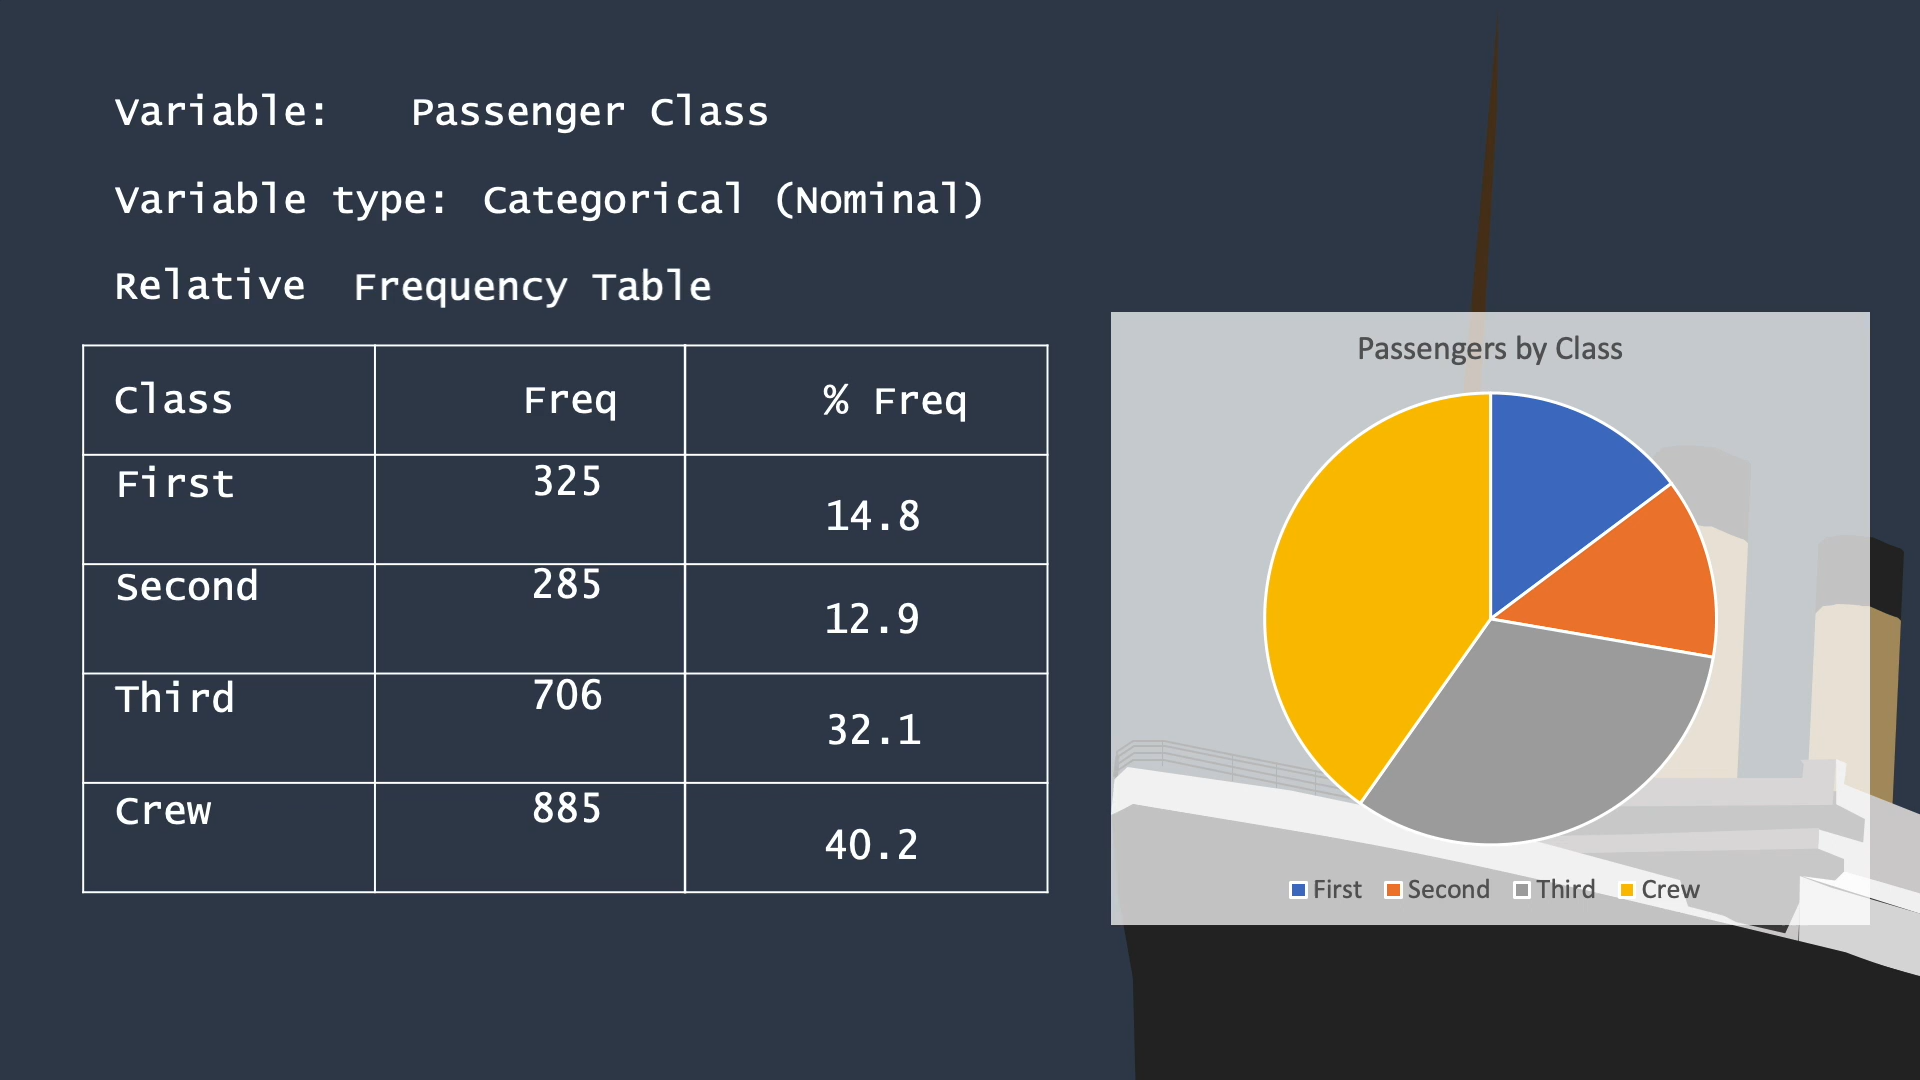 Variable: Passenger Class
Variable type: Categorical (Nominal)
Relative Frequency Table
Class Freq % Freq
First 325 14.8
Second 285 12.9
Third 706 32.1
Crew 885 40.2
Passengers by Class
First Second Third Crew